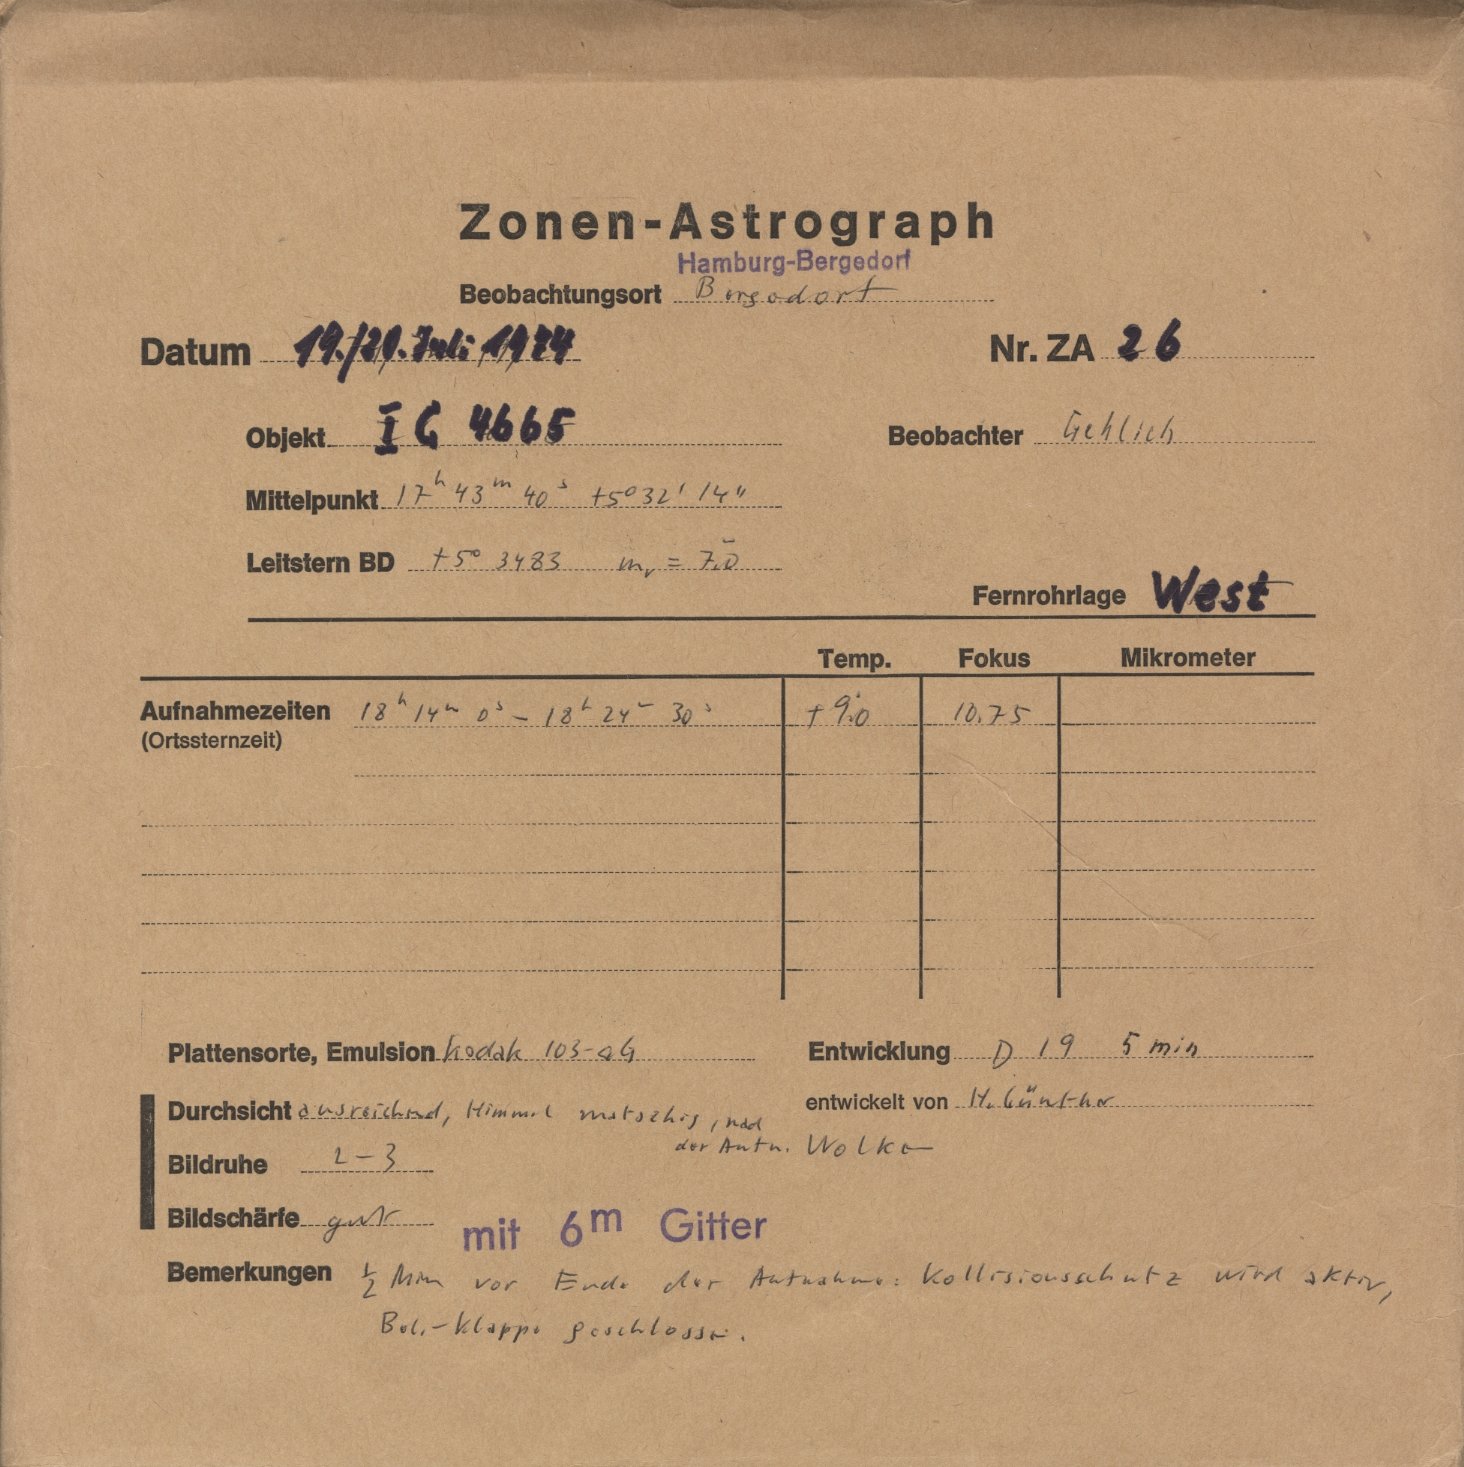 Zonen-Astrograph
Hamburg-Bergedorf
Beobachtungsort Bergedorf
Datum 19./20. Juli 1974 Nr. ZA 26
Objekt IC 4665 Beobachter Gehlich
Mittelpunkt 17h 43m 40s +5° 32' 14"
Leitstern BD +5° 3483 mv = 7.0
Fernrohrlage West
Temp. Fokus Mikrometer
Aufnahmezeiten 18h 14m 0s – 18h 24m 30s +9.0 10.75
(Ortssternzeit)
Plattensorte, Emulsion Kodak 103-aG Entwicklung D 19 5 min
Durchsicht ausreichend, Himmel matschig, nach entwickelt von H. Günther
der Aufn. Wolken
Bildruhe 2–3
Bildschärfe gut mit 6m Gitter
Bemerkungen ½ Min vor Ende der Aufnahme: Kollisionsschutz wird aktiv,
Bel.-Klappe geschlossen.